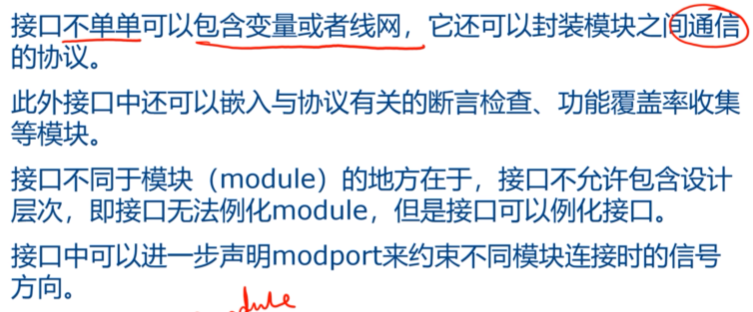 接口不单单可以包含变量或者线网，它还可以封装模块之间通信
的协议。
此外接口中还可以嵌入与协议有关的断言检查、功能覆盖率收集
等模块。
接口不同于模块（module）的地方在于，接口不允许包含设计
层次，即接口无法例化module，但是接口可以例化接口。
接口中可以进一步声明modport来约束不同模块连接时的信号
方向。